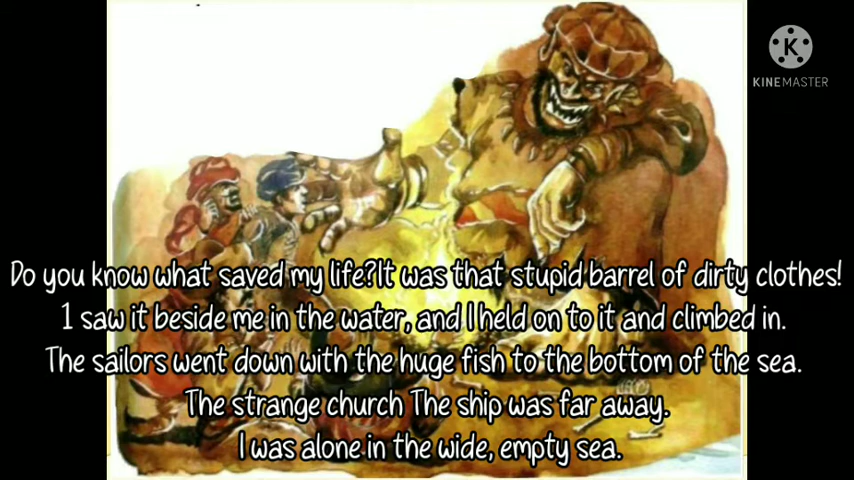 KINEMASTER
Do you know what saved my life?It was that stupid barrel of dirty clothes!
1 saw it beside me in the water, and I held on to it and climbed in.
The sailors went down with the huge fish to the bottom of the sea.
The strange church The ship was far away.
I was alone in the wide, empty sea.